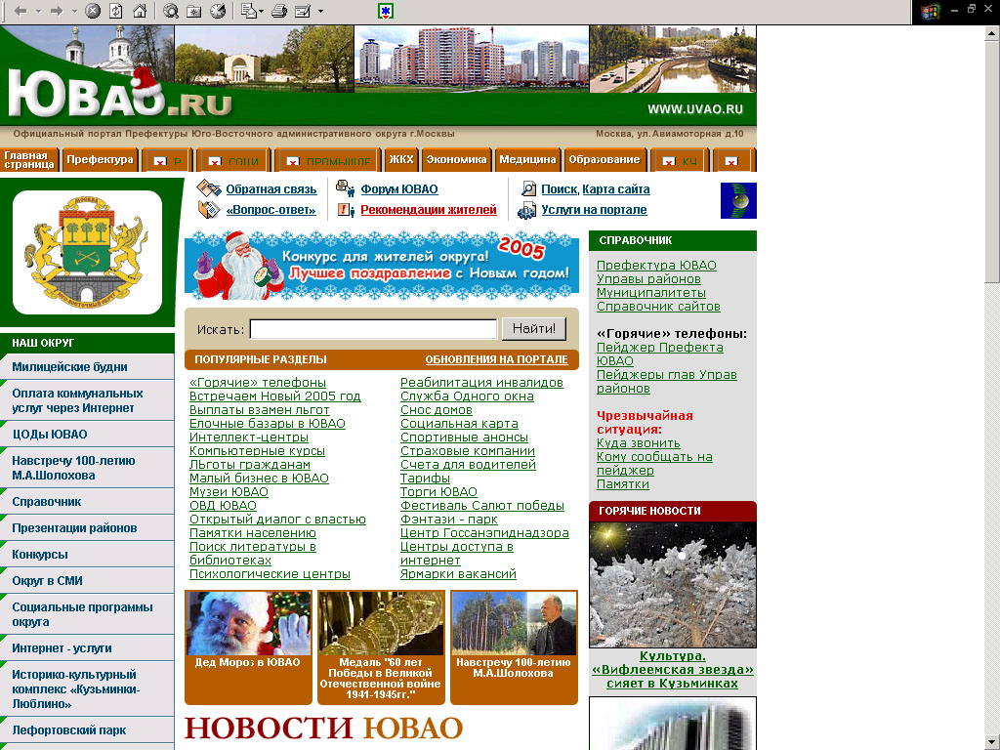 ЮВАО.RU
WWW.UVAO.RU
Официальный портал Префектуры Юго-Восточного административного округа г.Москвы
Москва, ул.Авиамоторная д.10
Главная
страница
Префектура
ЖКХ
Экономика
Медицина
Образование
МОСКВА
Обратная связь
«Вопрос-ответ»
Форум ЮВАО
Рекомендации жителей
Поиск, Карта сайта
Услуги на портале
НАШ ОКРУГ
Милицейские будни
Оплата коммунальных
услуг через Интернет
ЦОДы ЮВАО
Навстречу 100-летию
М.А.Шолохова
Справочник
Презентации районов
Конкурсы
Округ в СМИ
Социальные программы
округа
Интернет - услуги
Историко-культурный
комплекс «Кузьминки-
Люблино»
Лефортовский парк
2005
Конкурс для жителей округа!
Лучшее поздравление с Новым годом!
Искать:
Найти!
ПОПУЛЯРНЫЕ РАЗДЕЛЫ
ОБНОВЛЕНИЯ НА ПОРТАЛЕ
«Горячие» телефоны
Встречаем Новый 2005 год
Выплаты взамен льгот
Елочные базары в ЮВАО
Интеллект-центры
Компьютерные курсы
Льготы гражданам
Малый бизнес в ЮВАО
Музеи ЮВАО
ОВД ЮВАО
Открытый диалог с властью
Памятки населению
Поиск литературы в
библиотеках
Психологические центры
Реабилитация инвалидов
Служба Одного окна
Снос домов
Социальная карта
Спортивные анонсы
Страховые компании
Счета для водителей
Тарифы
Торги ЮВАО
Фестиваль Салют победы
Фэнтази - парк
Центр Госсанэпиднадзора
Центры доступа в
интернет
Ярмарки вакансий
Дед Мороз в ЮВАО
Медаль "60 лет
Победы в Великой
Отечественной войне
1941-1945гг."
Навстречу 100-летию
М.А.Шолохова
НОВОСТИ ЮВАО
СПРАВОЧНИК
Префектура ЮВАО
Управы районов
Муниципалитеты
Справочник сайтов
«Горячие» телефоны:
Пейджер Префекта
ЮВАО
Пейджеры глав Управ
районов
Чрезвычайная
ситуация:
Куда звонить
Кому сообщать на
пейджер
Памятки
ГОРЯЧИЕ НОВОСТИ
Культура.
«Вифлеемская звезда»
сияет в Кузьминках